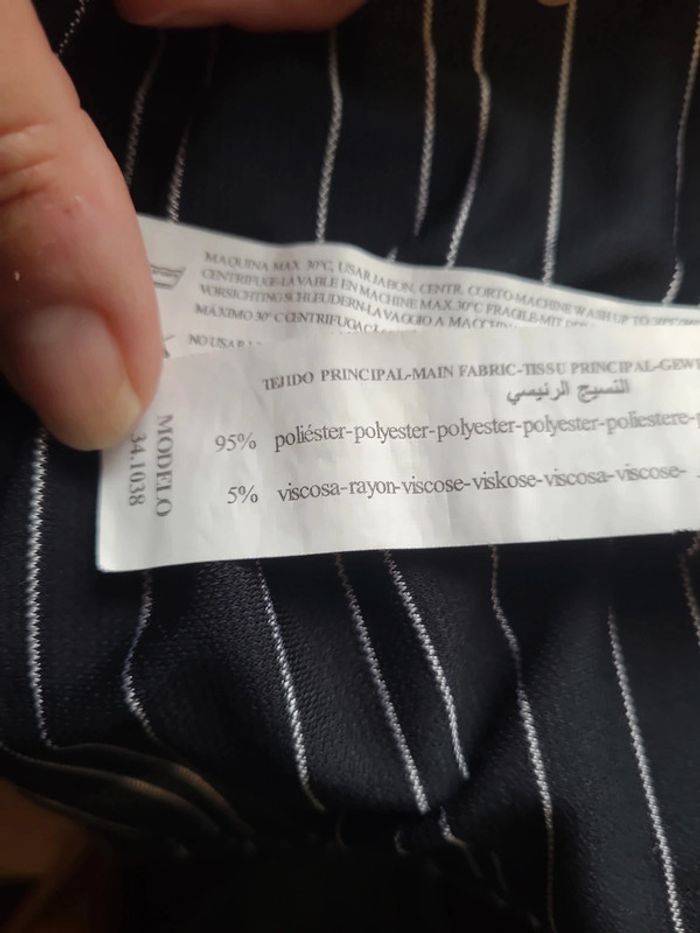 MAQUINA MAX. 30°C, USAR JABON, CENTR. CORTO-MACHINE WASH UP TO 30°C
CENTRIFUGE-LAVABLE EN MACHINE MAX.30°C FRAGILE-MIT
VORSICHTING SCHLEUDERN-LAVAGGIO A
MÁXIMO 30° CENTRIFUGA
NO USAR
TEJIDO PRINCIPAL-MAIN FABRIC-TISSU PRINCIPAL-GEW
النسيج الرئيسي
95% poliéster-polyester-polyester-polyester-poliestere-
5% viscosa-rayon-viscose-viskose-viscosa-viscose-
MODELO
34.1038